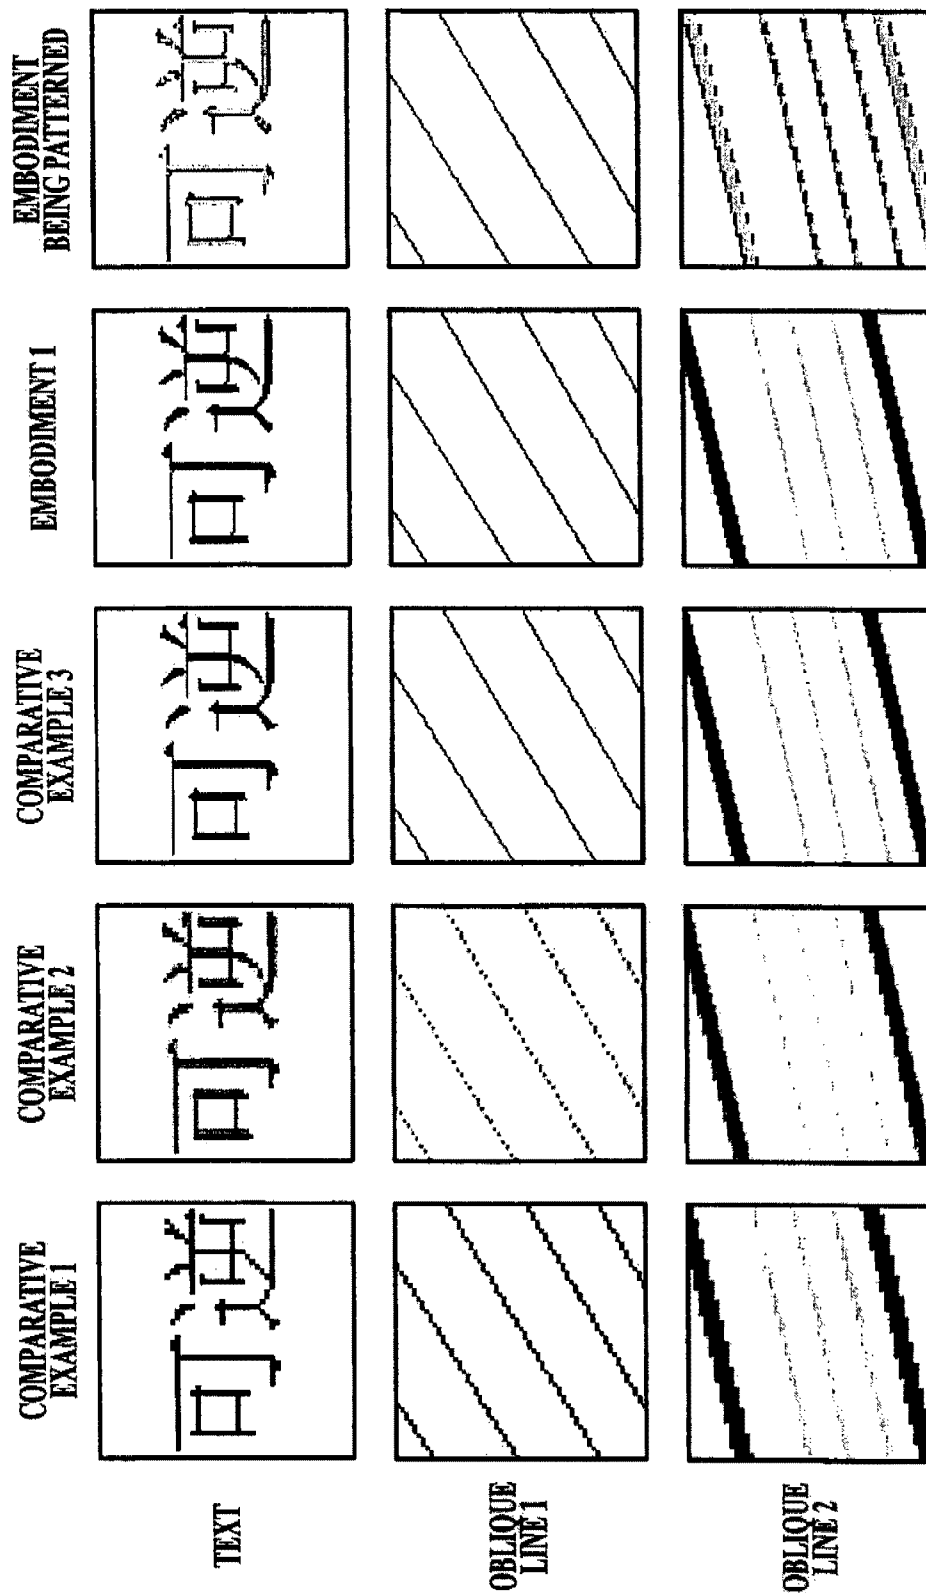 COMPARATIVE
EXAMPLE 1
COMPARATIVE
EXAMPLE 2
COMPARATIVE
EXAMPLE 3
EMBODIMENT 1
EMBODIMENT
BEING PATTERNED
TEXT
可逆
可逆
可逆
可逆
可逆
OBLIQUE
LINE 1
OBLIQUE
LINE 2